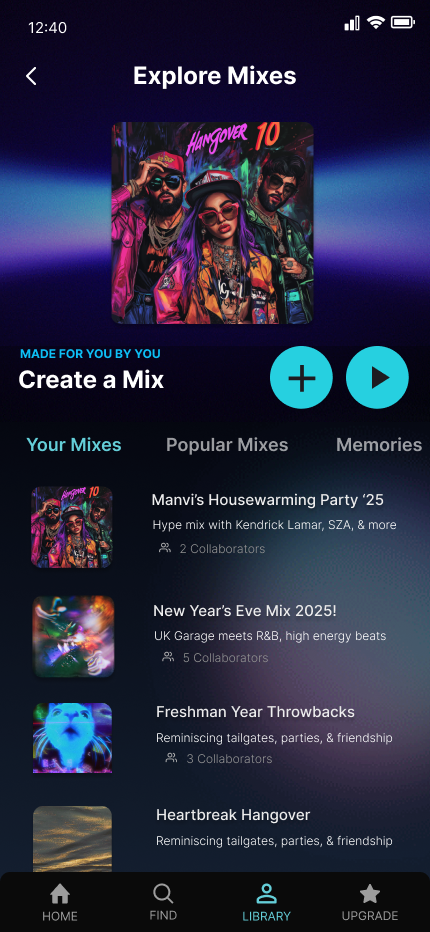 12:40
Explore Mixes
HANGOVER 10
MADE FOR YOU BY YOU
Create a Mix
Your Mixes
Popular Mixes
Memories
HANGOVER 10
Manvi’s Housewarming Party ‘25
Hype mix with Kendrick Lamar, SZA, & more
2 Collaborators
New Year’s Eve Mix 2025!
UK Garage meets R&B, high energy beats
5 Collaborators
Freshman Year Throwbacks
Reminiscing tailgates, parties, & friendship
3 Collaborators
Heartbreak Hangover
Reminiscing tailgates, parties, & friendship
HOME
FIND
LIBRARY
UPGRADE